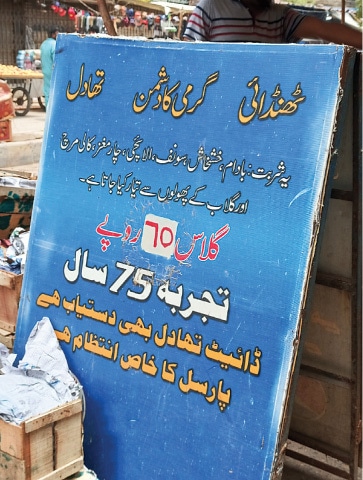 ٹھنڈائی گرمی کا دشمن تھادل
یہ شربت: بادام، خشخاش، سونف، الائچی، چار مغز، کالی مرچ
اور گلاب کے پھولوں سے تیار کیا جاتا ہے۔
گلاس 60 روپے
تجربہ 75 سال
ڈائیٹ تھادل بھی دستیاب ہے
پارسل کا خاص انتظام ہے